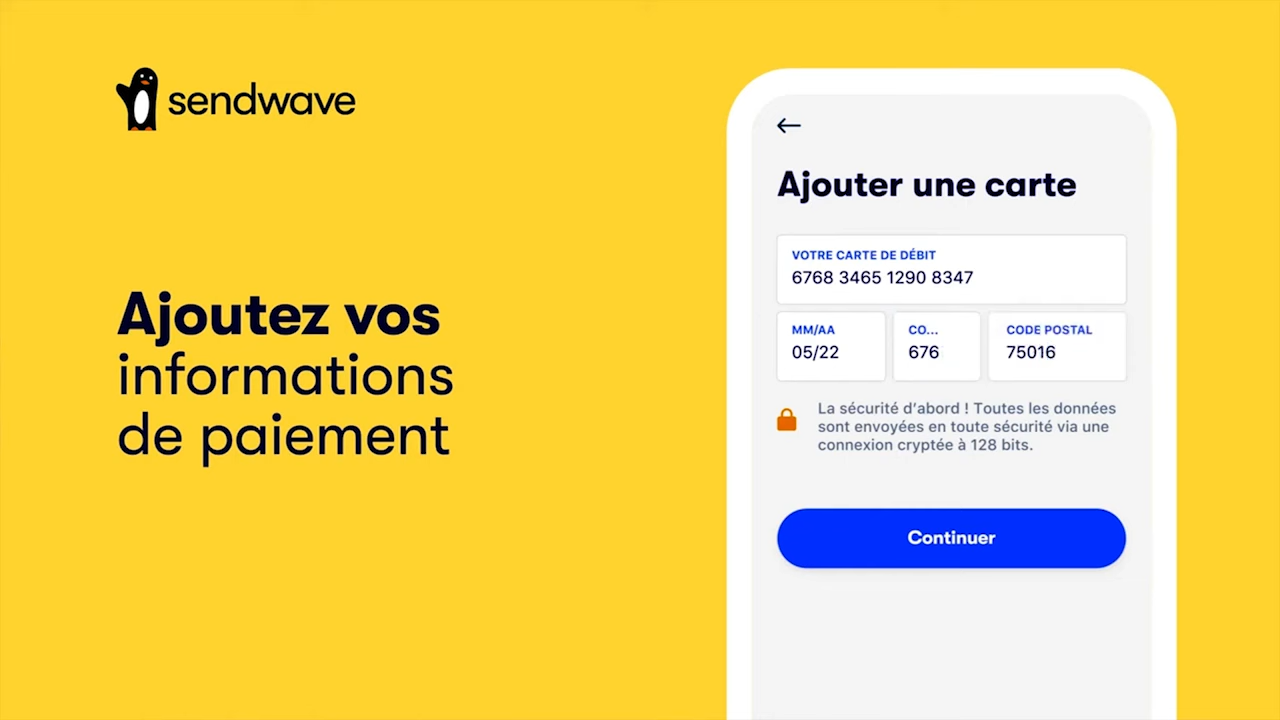 sendwave
Ajoutez vos
informations
de paiement
Ajouter une carte
VOTRE CARTE DE DÉBIT
6768 3465 1290 8347
MM/AA
05/22
CO...
676
CODE POSTAL
75016
La sécurité d'abord ! Toutes les données
sont envoyées en toute sécurité via une
connexion cryptée à 128 bits.
Continuer